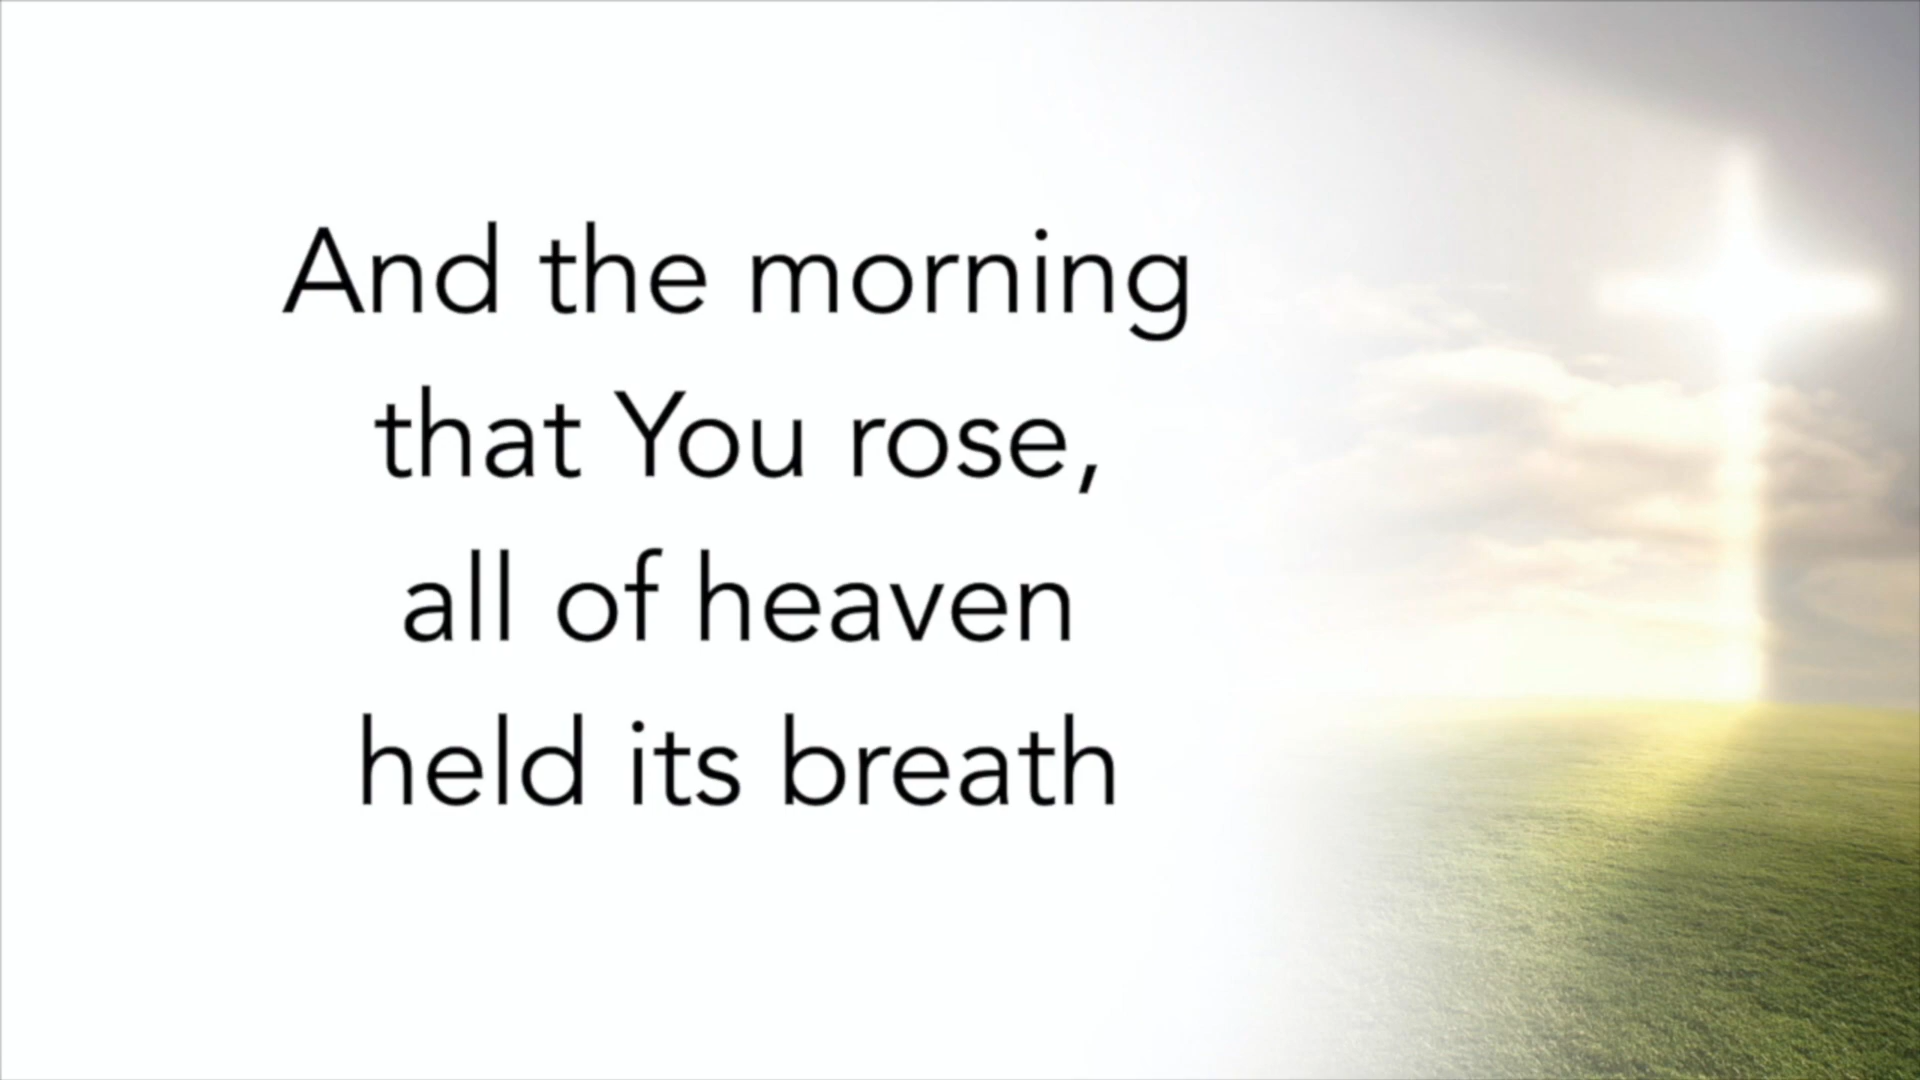 And the morning
that You rose,
all of heaven
held its breath